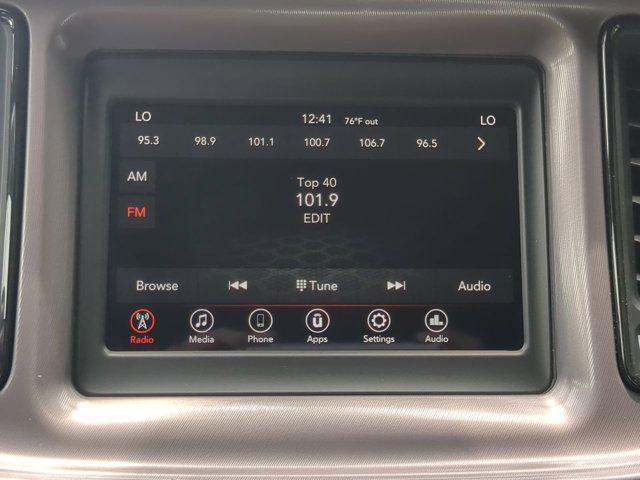 LO 12:41 76°F out LO
95.3 98.9 101.1 100.7 106.7 96.5
AM
Top 40
101.9
FM
EDIT
Browse Tune Audio
Radio Media Phone Apps Settings Audio